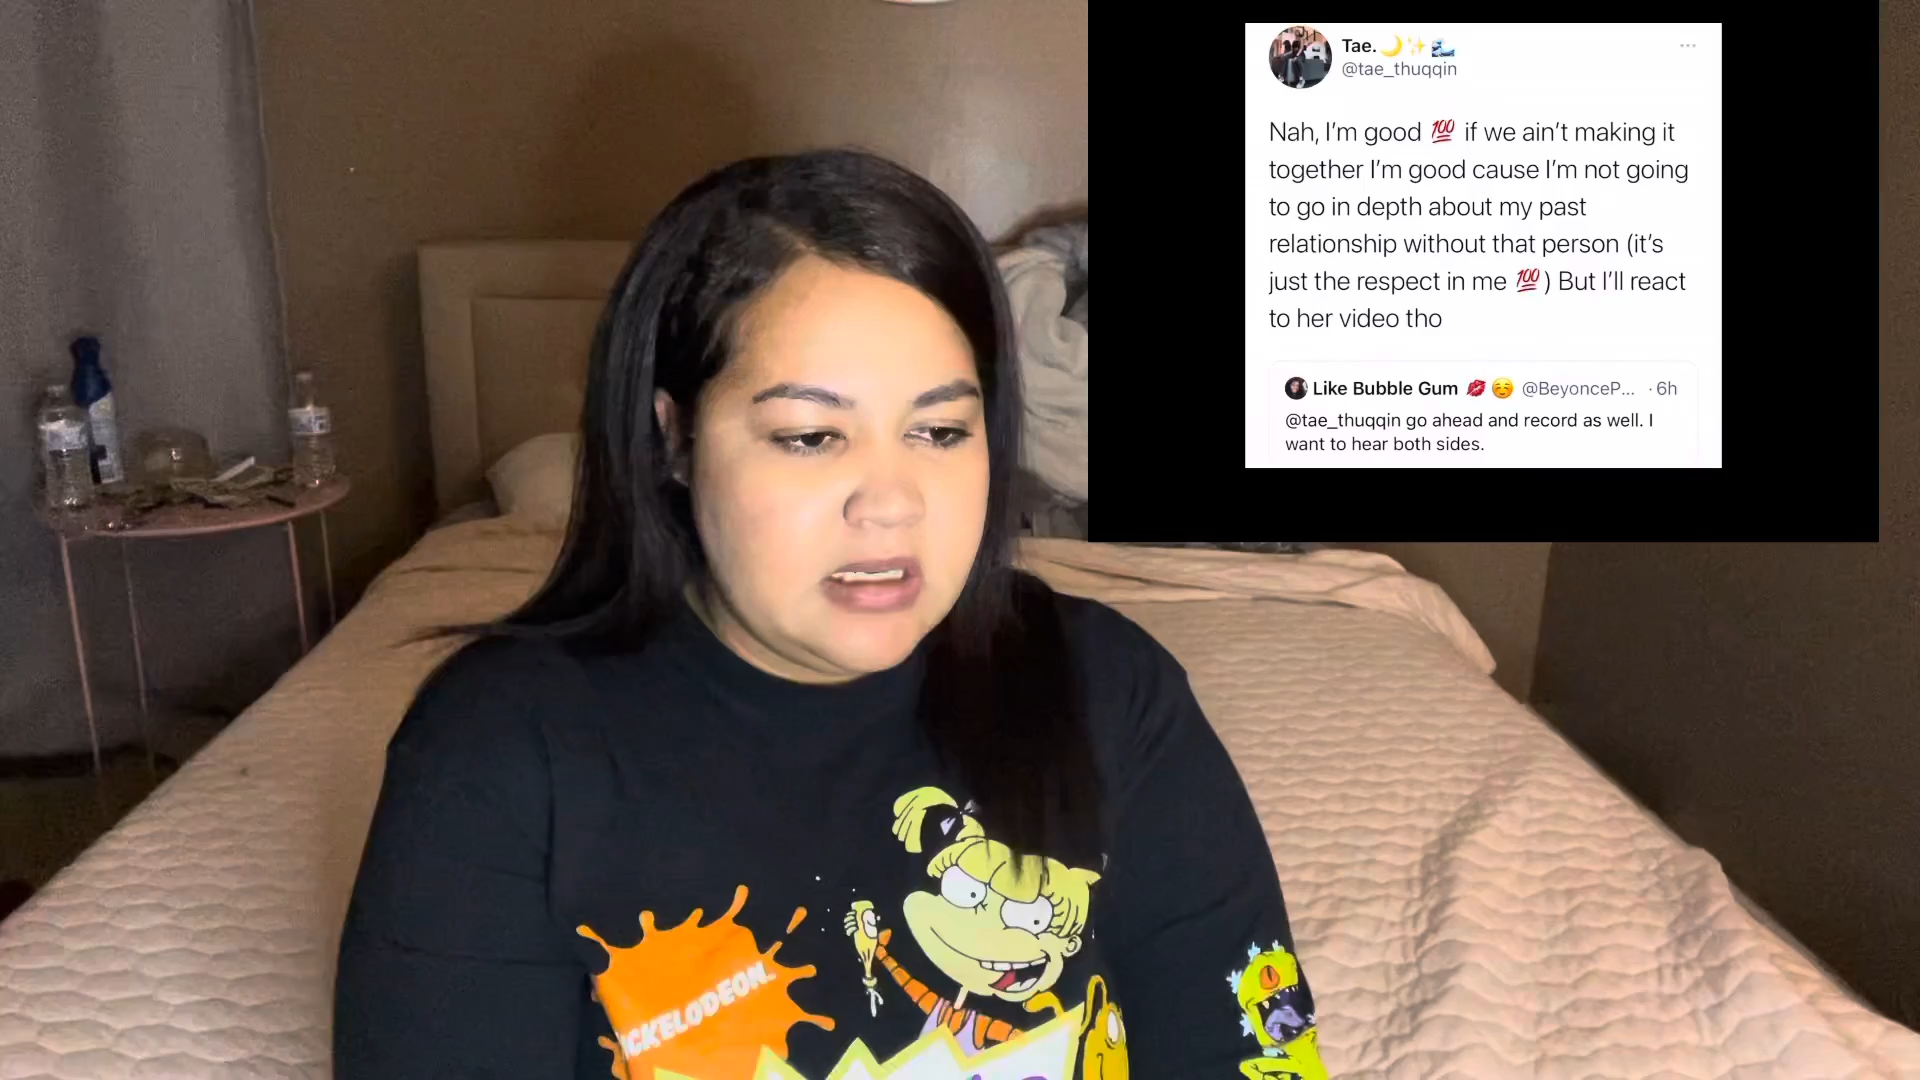 Tae. 🌙✨🌊
@tae_thuqqin
Nah, I'm good 💯 if we ain't making it
together I'm good cause I'm not going
to go in depth about my past
relationship without that person (it's
just the respect in me 💯) But I'll react
to her video tho
Like Bubble Gum 💋 ☺️ @BeyonceP... · 6h
@tae_thuqqin go ahead and record as well. I
want to hear both sides.
NICKELODEON